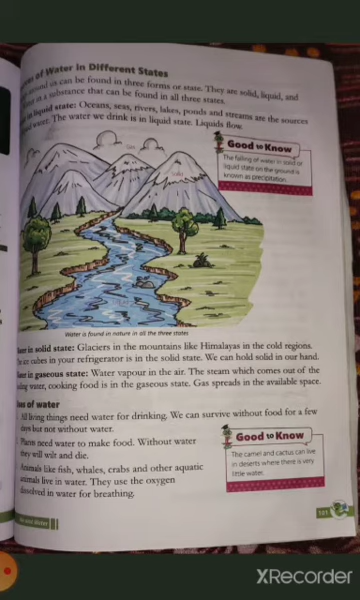 of Water in Different States
around us can be found in three forms or state. They are solid, liquid, and
is a substance that can be found in all three states.
in liquid state: Oceans, seas, rivers, lakes, ponds and streams are the sources
water. The water we drink is in liquid state. Liquids flow.
Good to Know
The falling of water in solid or
liquid state on the ground is
known as precipitation.
Water is found in nature in all the three states
in solid state: Glaciers in the mountains like Himalayas in the cold regions.
ice cubes in your refrigerator is in the solid state. We can hold solid in our hand.
in gaseous state: Water vapour in the air. The steam which comes out of the
water, cooking food is in the gaseous state. Gas spreads in the available space.
of water
All living things need water for drinking. We can survive without food for a few
days but not without water.
Plants need water to make food. Without water
they will wilt and die.
Animals like fish, whales, crabs and other aquatic
animals live in water. They use the oxygen
dissolved in water for breathing.
Good to Know
The camel and cactus can live
in deserts where there is very
little water.
101
XRecorder